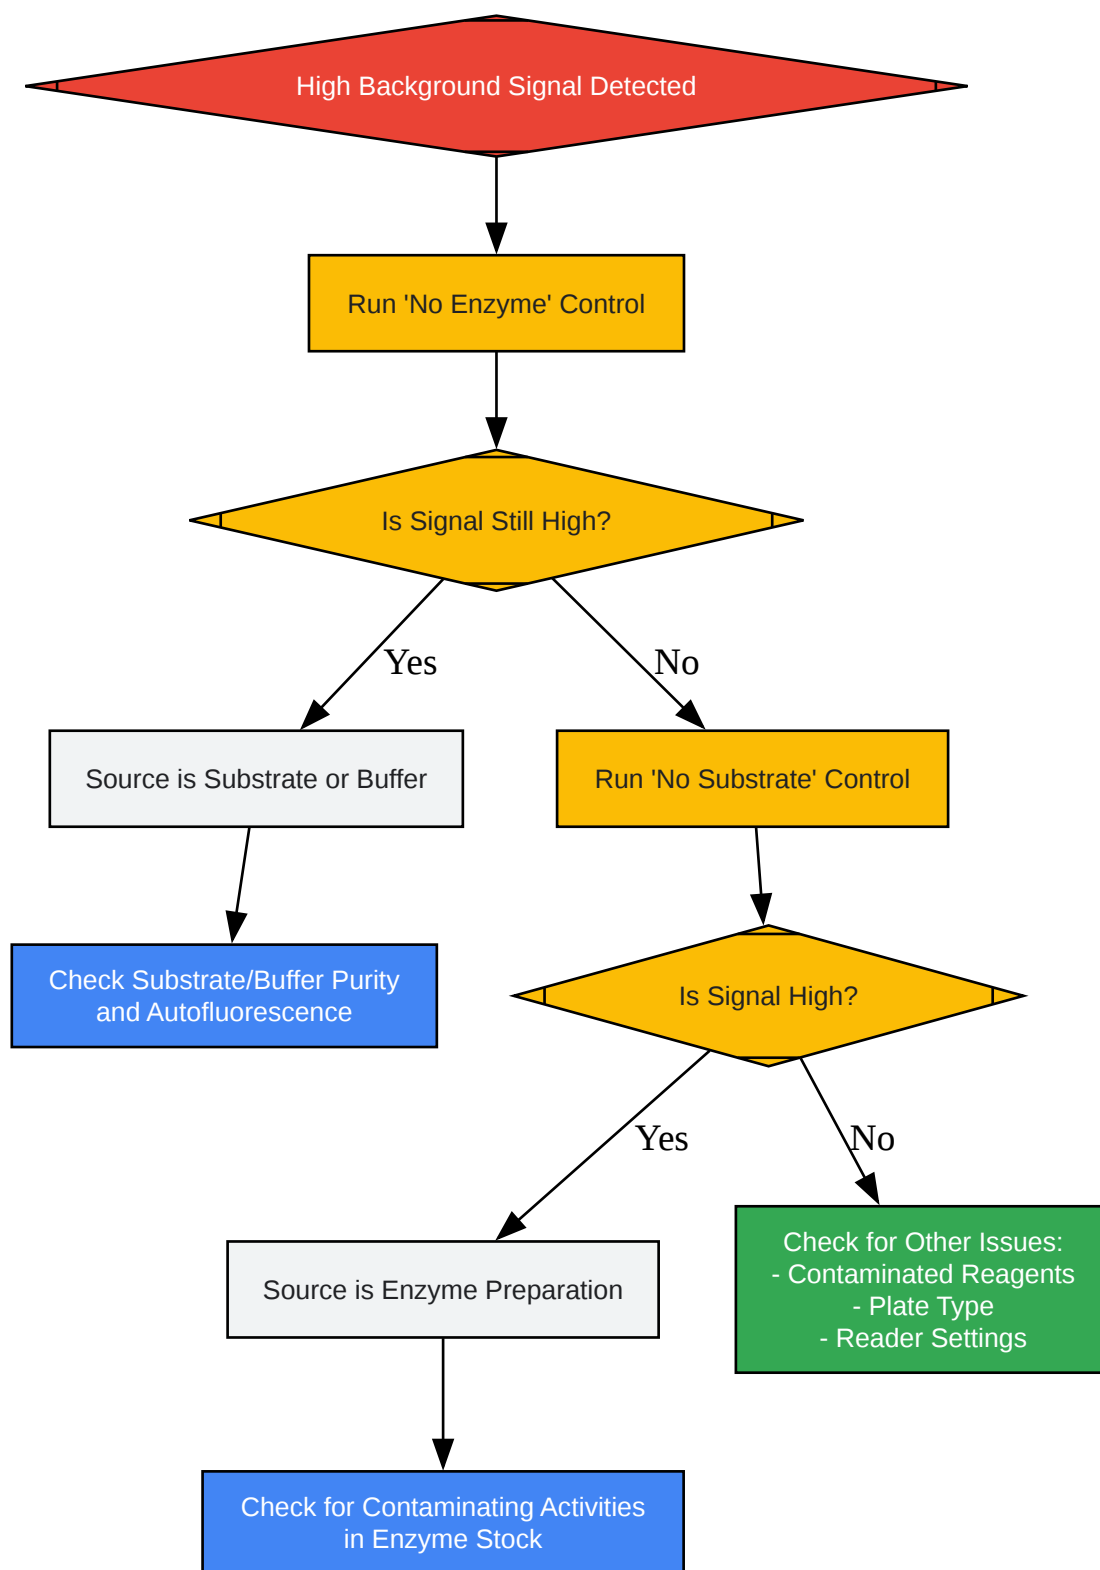 High Background Signal Detected
Run 'No Enzyme' Control
Is Signal Still High?
Yes
No
Source is Substrate or Buffer
Run 'No Substrate' Control
Check Substrate/Buffer Purity
and Autofluorescence
Is Signal High?
Yes
No
Source is Enzyme Preparation
Check for Other Issues:
- Contaminated Reagents
- Plate Type
- Reader Settings
Check for Contaminating Activities
in Enzyme Stock